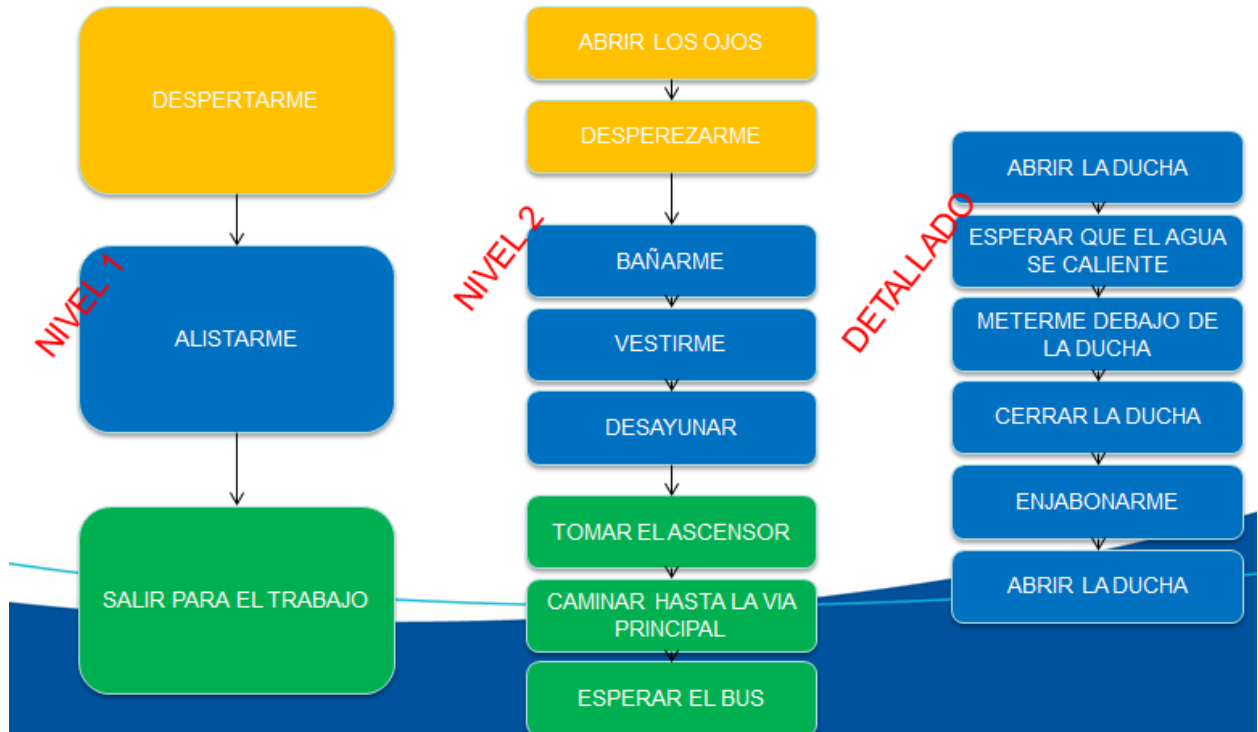 DESPERTARME
NIVEL 1
ALISTARME
SALIR PARA EL TRABAJO
ABRIR LOS OJOS
DESPEREZARME
NIVEL 2
BAÑARME
VESTIRME
DESAYUNAR
TOMAR EL ASCENSOR
CAMINAR HASTA LA VIA
PRINCIPAL
ESPERAR EL BUS
DETALLADO
ABRIR LA DUCHA
ESPERAR QUE EL AGUA
SE CALIENTE
METERME DEBAJO DE
LA DUCHA
CERRAR LA DUCHA
ENJABONARME
ABRIR LA DUCHA